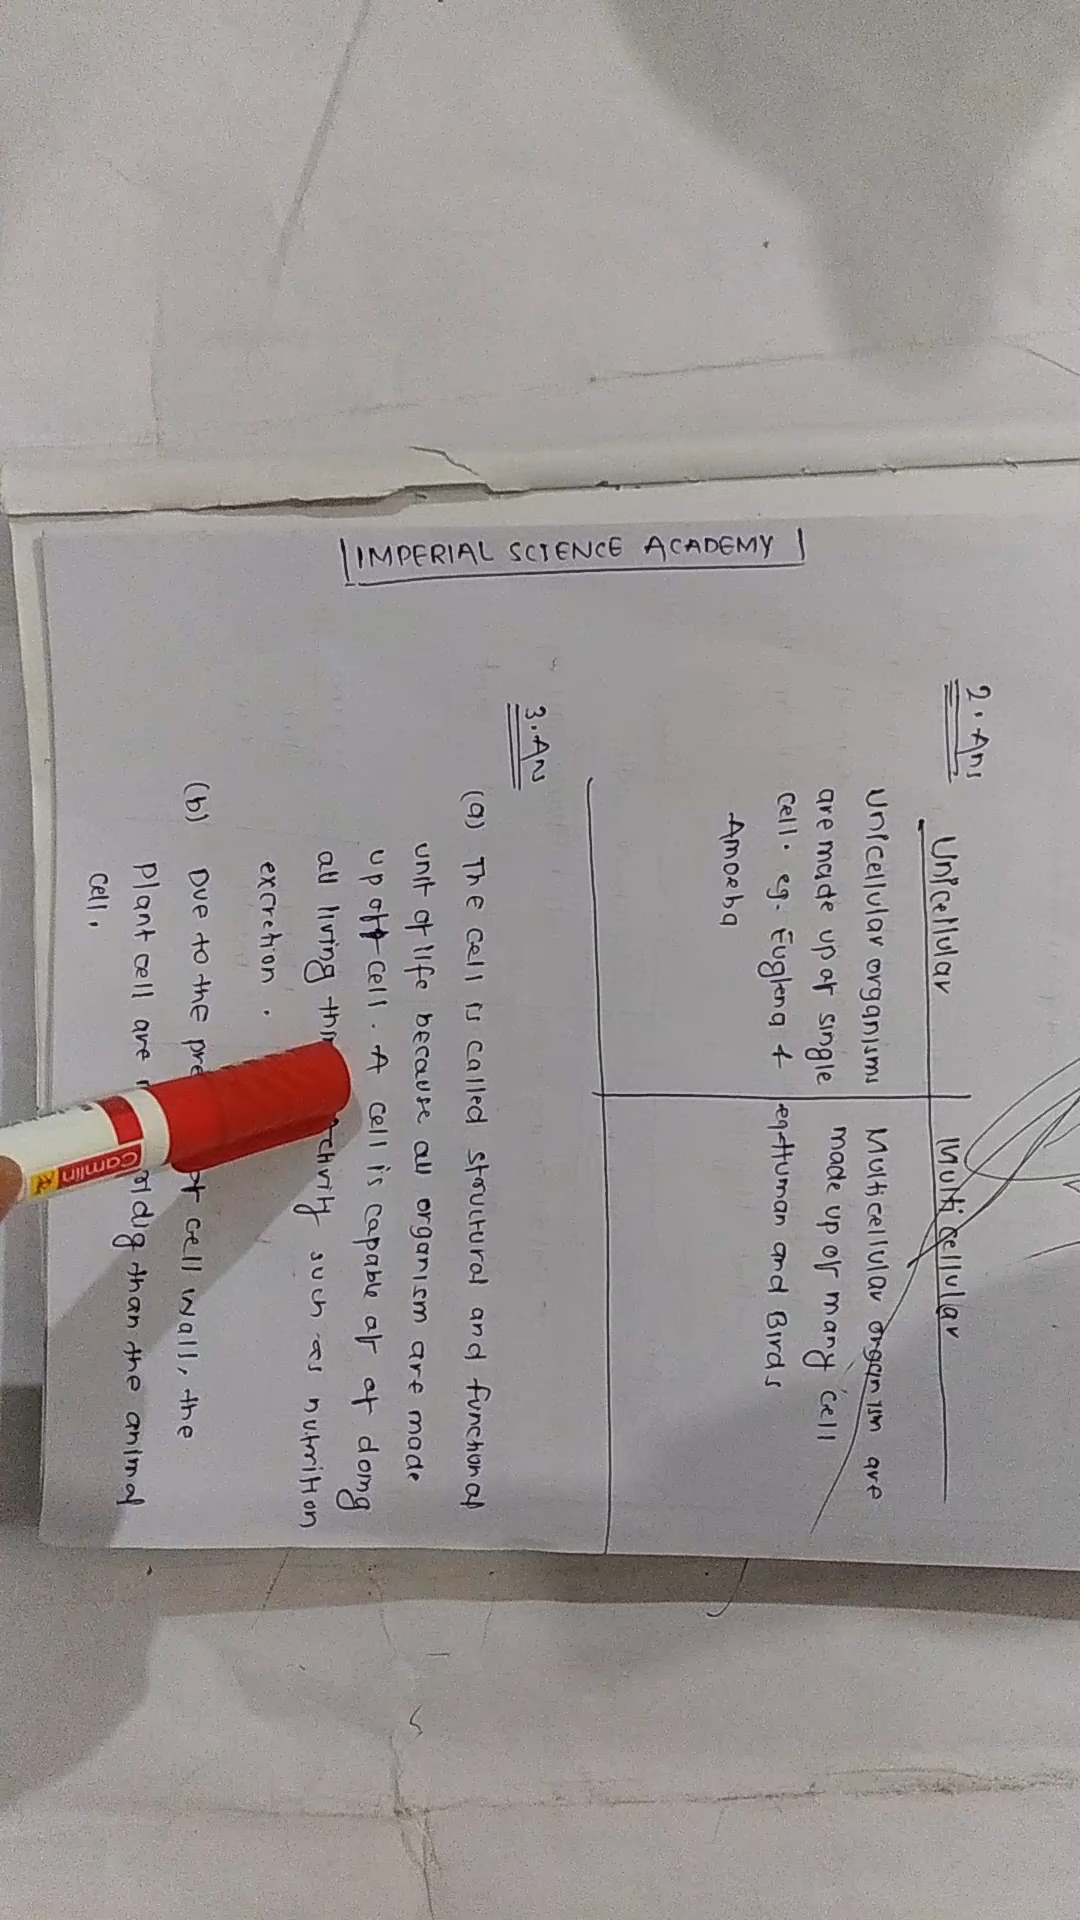 IMPERIAL SCIENCE ACADEMY
2. Ans
Unicellular
Multicellular
Unicellular organisms
are made up of single
cell. eg. Euglena &
Amoeba
Multicellular organism are
made up of many cell
eg-Human and Birds
3. Ans
(a) The cell is called structural and functional
unit of life because all organism are made
up of cell. A cell is capable of of doing
all living such as nutrition
excretion.
(b) Due to the of cell wall, the
plant cell are than the animal
cell.
Camlin